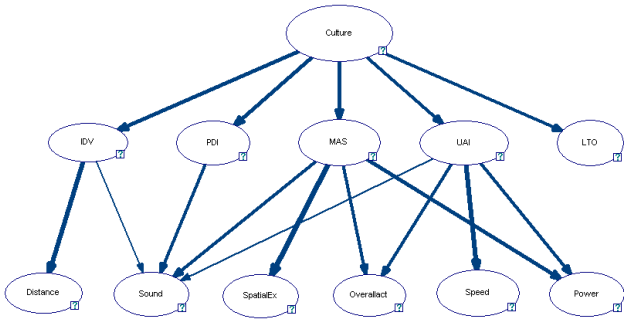 Culture
?
IDV
PDI
MAS
UAI
LTO
?
?
?
?
?
Distance
Sound
SpatialEx
Overallact
Speed
Power
?
?
?
?
?
?